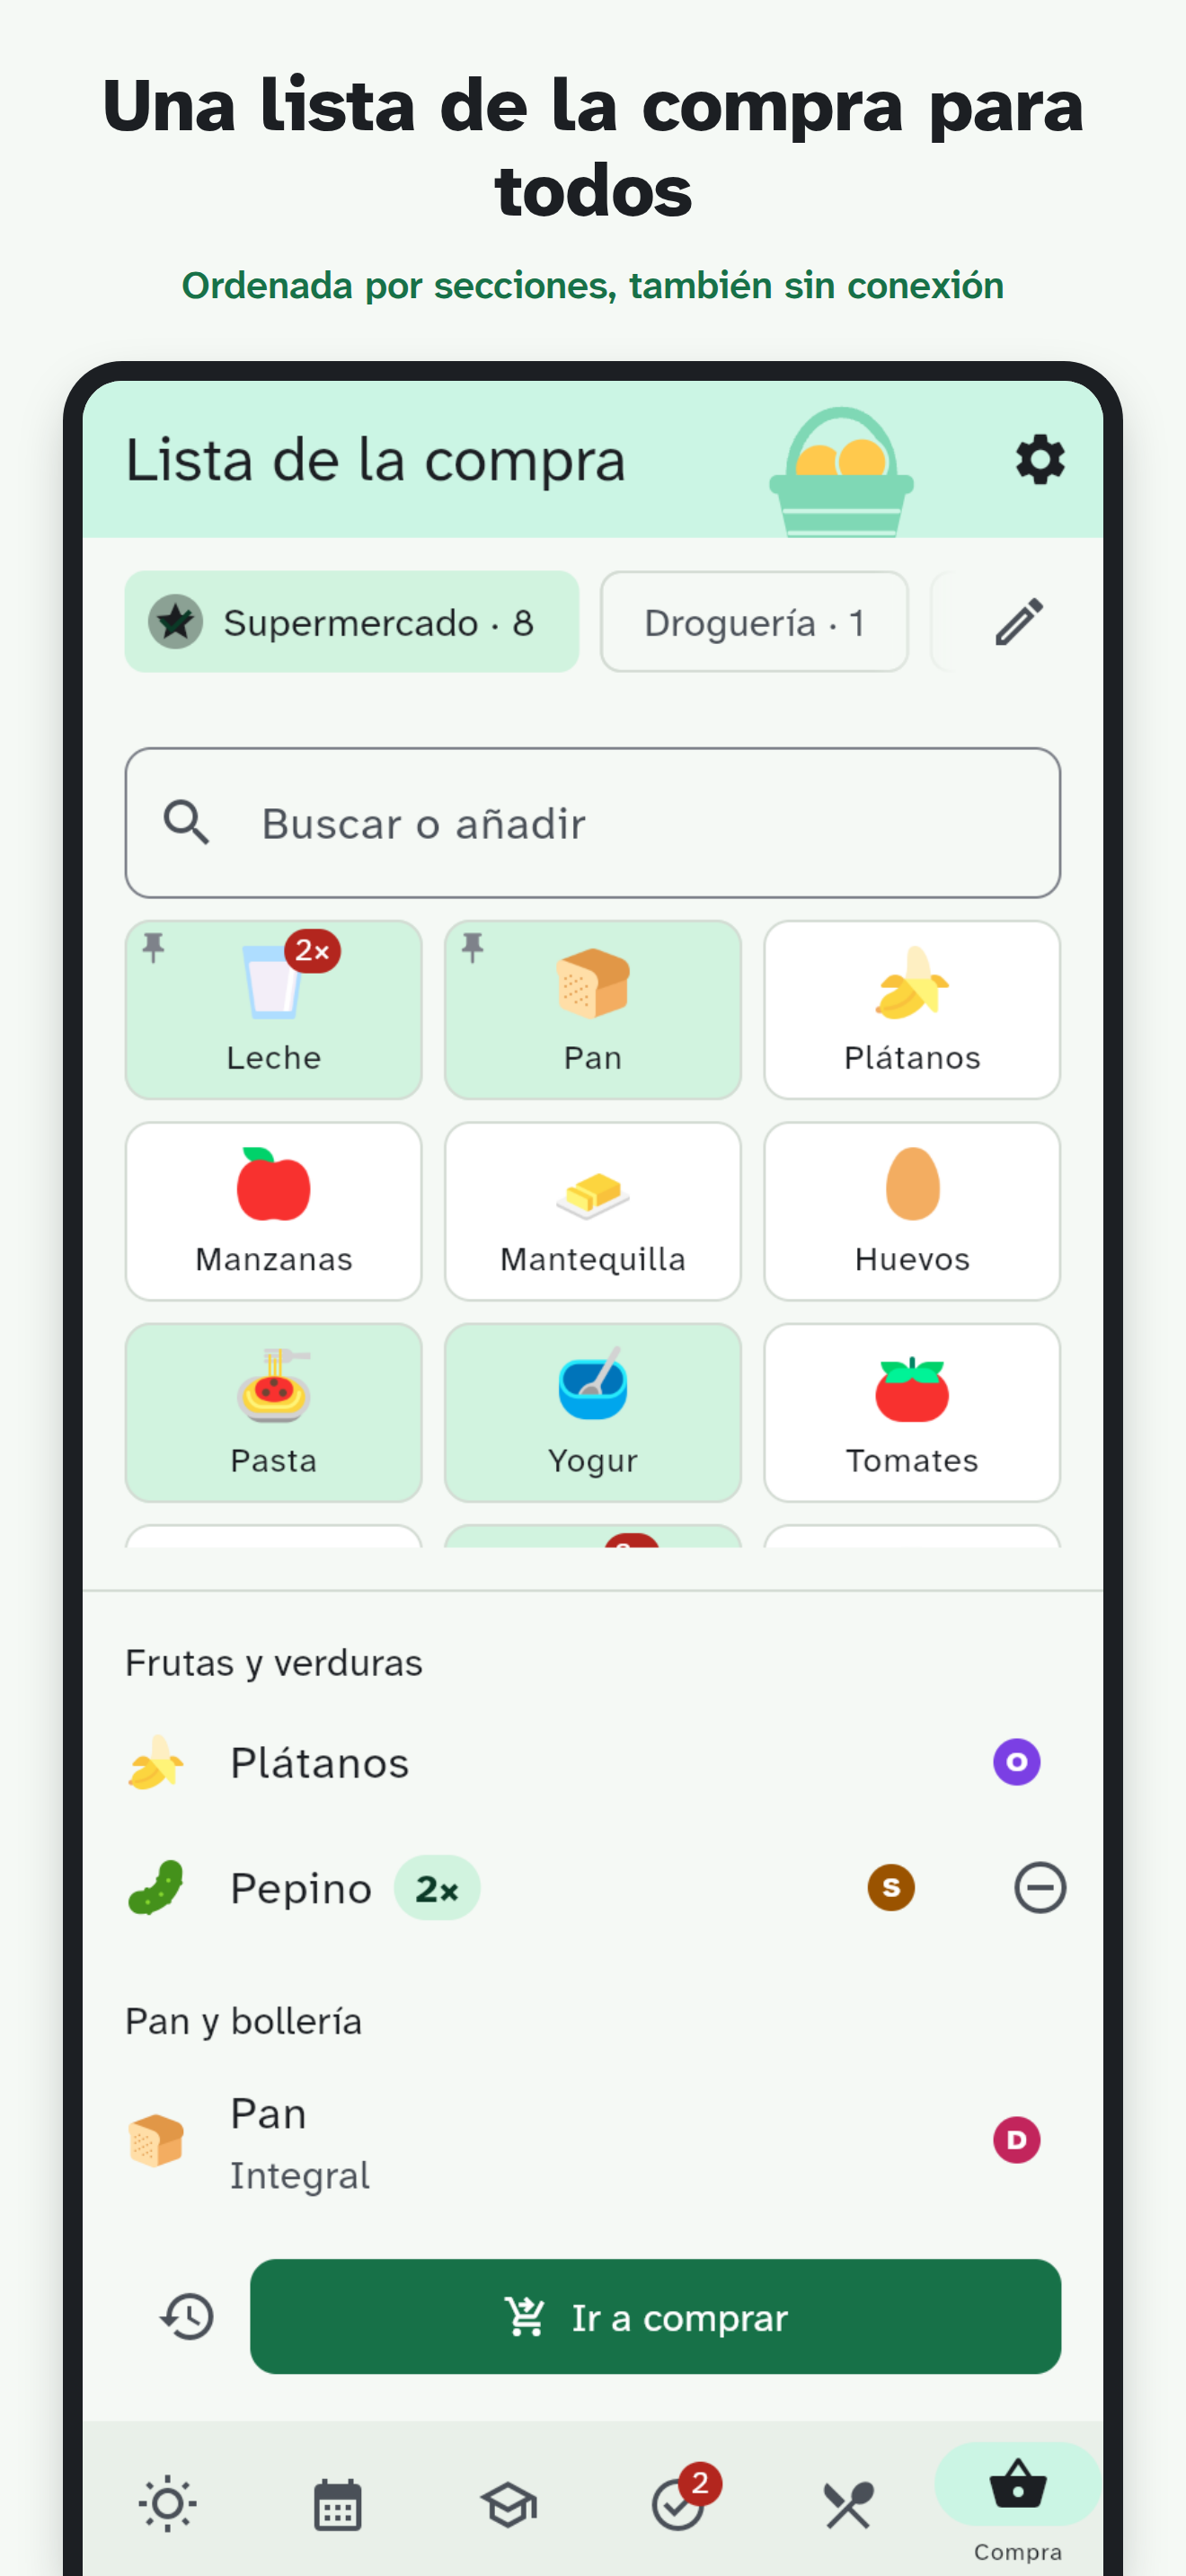 Una lista de la compra para
todos
Ordenada por secciones, también sin conexión
Lista de la compra
Supermercado · 8
Droguería · 1
Buscar o añadir
2×
Leche
Pan
Plátanos
Manzanas
Mantequilla
Huevos
Pasta
Yogur
Tomates
Frutas y verduras
Plátanos
O
Pepino 2×
S
Pan y bollería
Pan
Integral
D
Ir a comprar
2
Compra